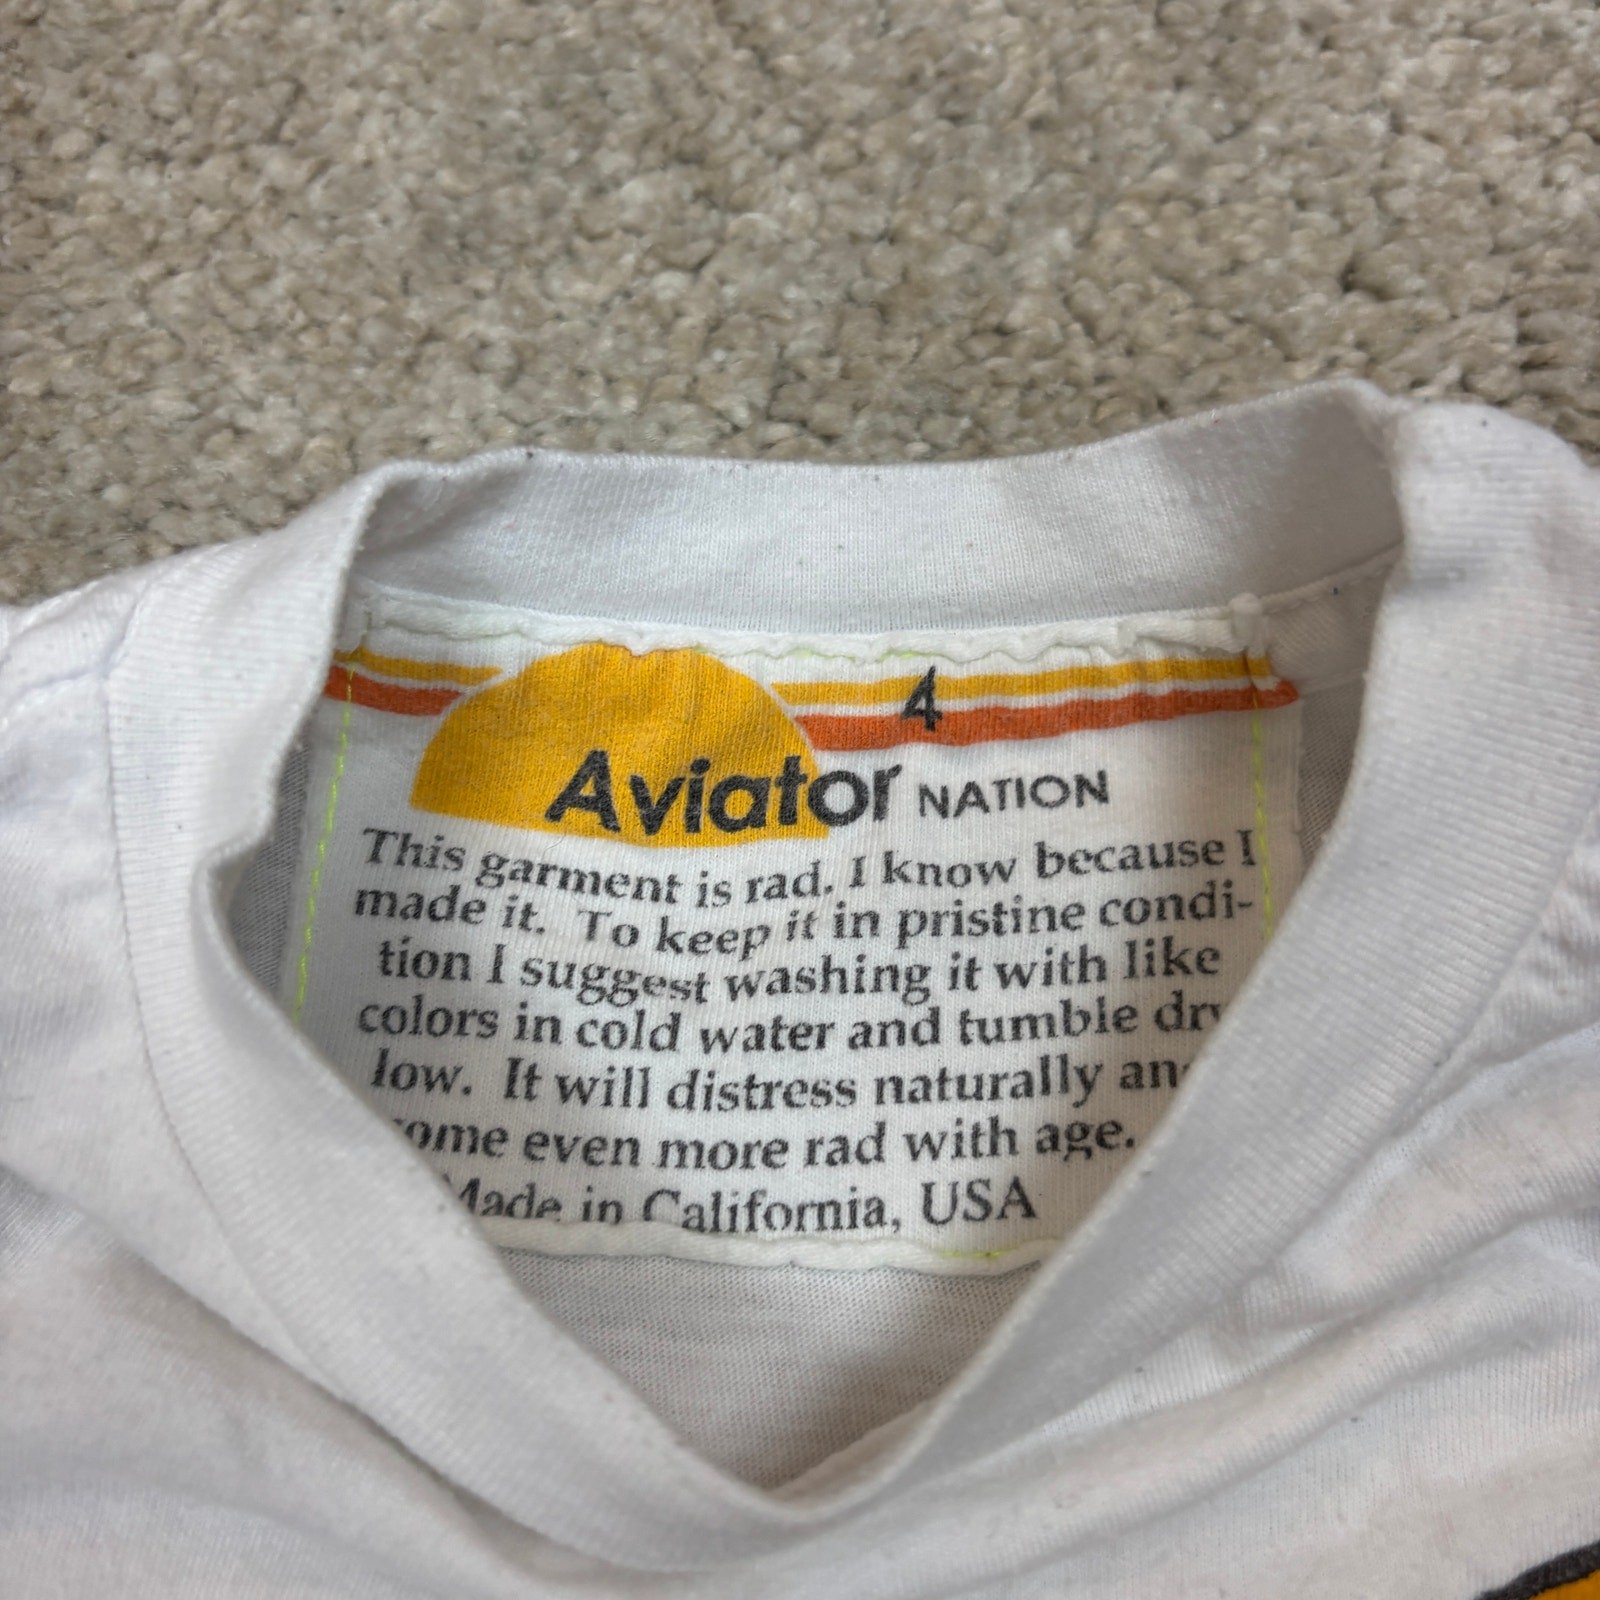 4
Aviator NATION
This garment is rad. I know because I
made it. To keep it in pristine condi-
tion I suggest washing it with like
colors in cold water and tumble dry
low. It will distress naturally and
even more rad with age.
Made in California, USA